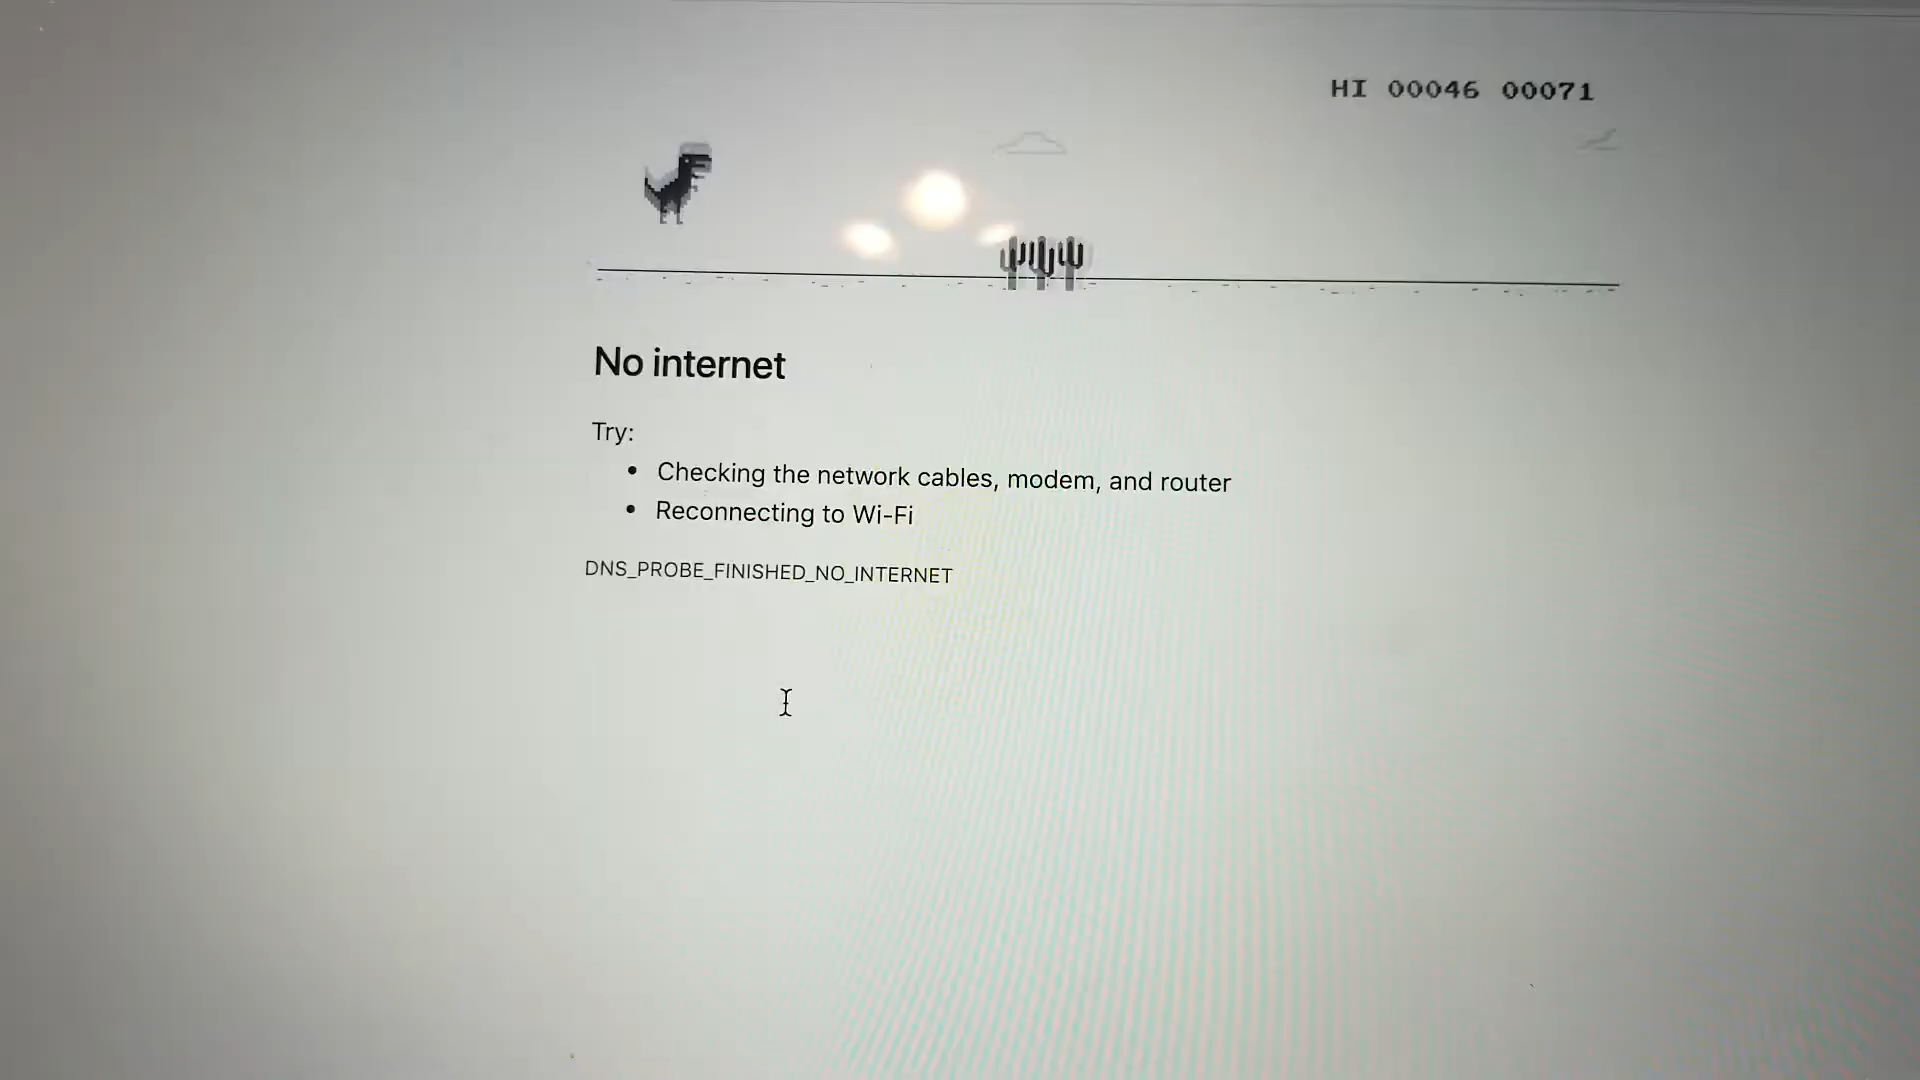 HI 00046 00071
No internet
Try:
• Checking the network cables, modem, and router
• Reconnecting to Wi-Fi
DNS_PROBE_FINISHED_NO_INTERNET